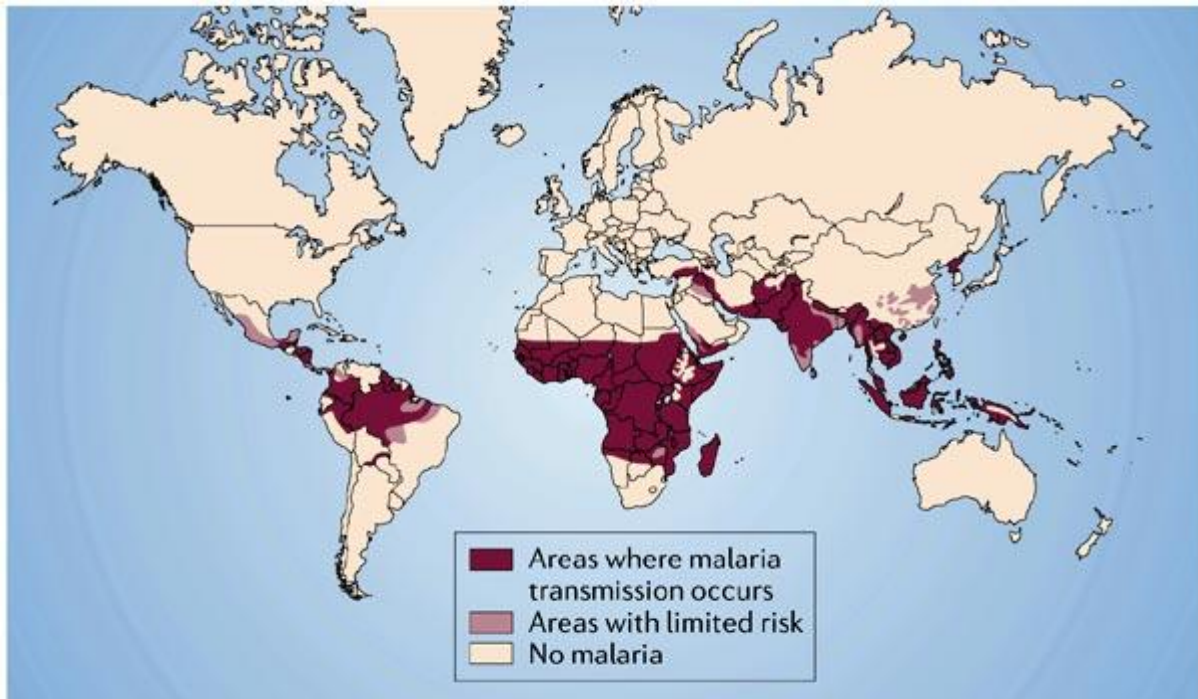 Areas where malaria
transmission occurs
Areas with limited risk
No malaria